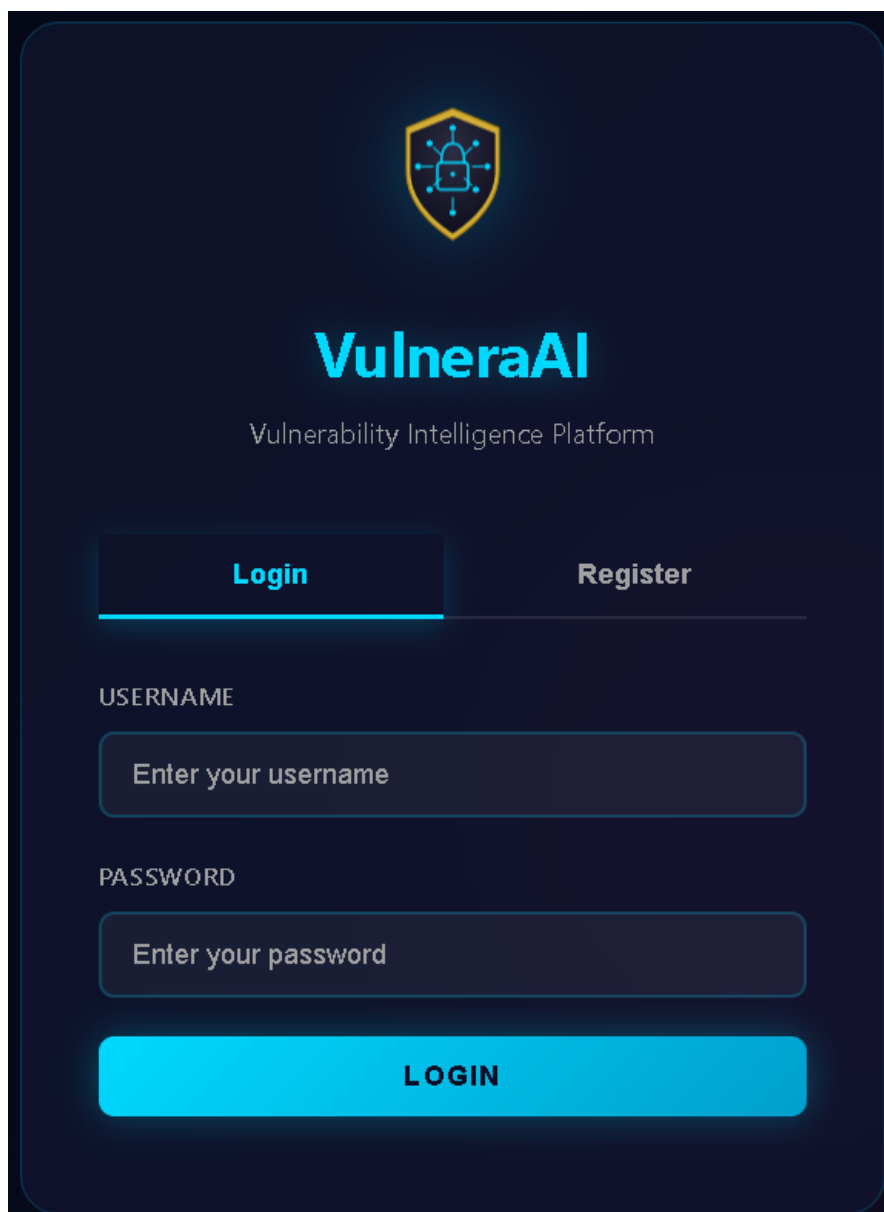 VulneraAI
Vulnerability Intelligence Platform
Login Register
USERNAME
Enter your username
PASSWORD
Enter your password
LOGIN